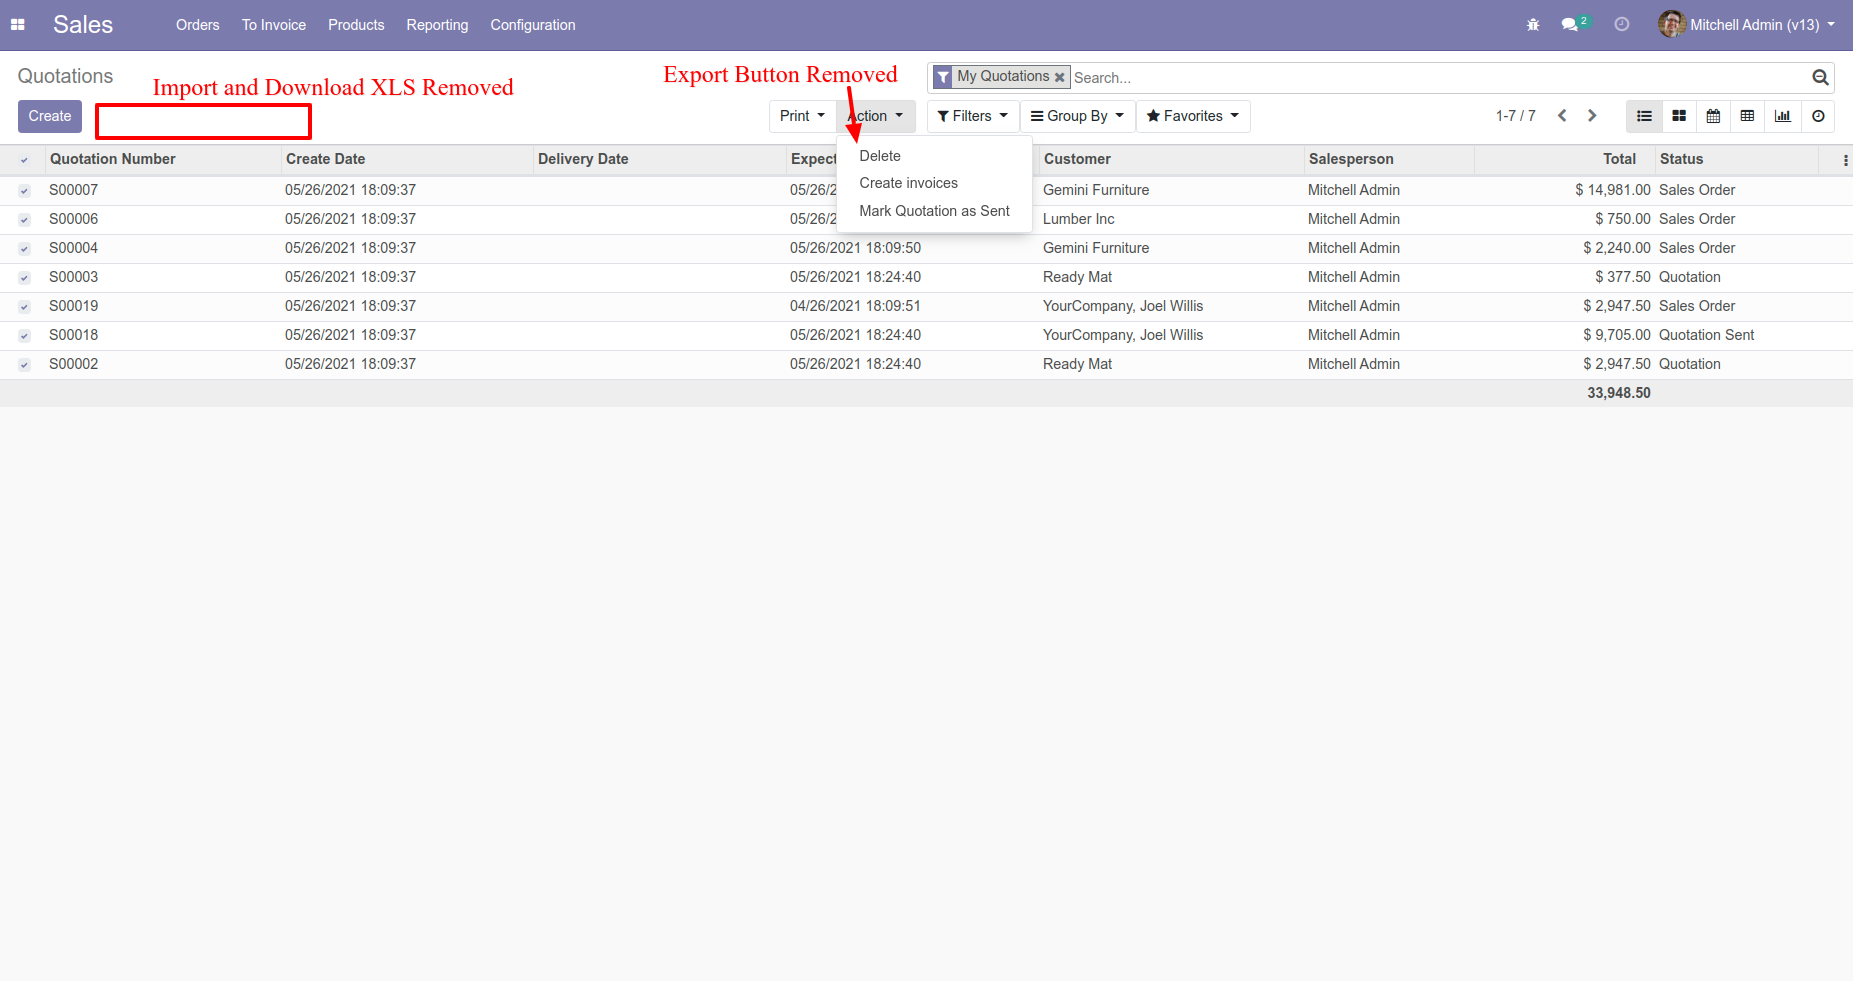 Sales Orders To Invoice Products Reporting Configuration 2 Mitchell Admin (v13)
Quotations
Import and Download XLS Removed
Export Button Removed
My Quotations Search...
Create
Print Action Filters Group By Favorites 1-7 / 7
Delete
Create invoices
Mark Quotation as Sent
Quotation Number Create Date Delivery Date Customer Salesperson Total Status
S00007 05/26/2021 18:09:37 Gemini Furniture Mitchell Admin $ 14,981.00 Sales Order
S00006 05/26/2021 18:09:37 Lumber Inc Mitchell Admin $ 750.00 Sales Order
S00004 05/26/2021 18:09:37 05/26/2021 18:09:50 Gemini Furniture Mitchell Admin $ 2,240.00 Sales Order
S00003 05/26/2021 18:09:37 05/26/2021 18:24:40 Ready Mat Mitchell Admin $ 377.50 Quotation
S00019 05/26/2021 18:09:37 04/26/2021 18:09:51 YourCompany, Joel Willis Mitchell Admin $ 2,947.50 Sales Order
S00018 05/26/2021 18:09:37 05/26/2021 18:24:40 YourCompany, Joel Willis Mitchell Admin $ 9,705.00 Quotation Sent
S00002 05/26/2021 18:09:37 05/26/2021 18:24:40 Ready Mat Mitchell Admin $ 2,947.50 Quotation
33,948.50